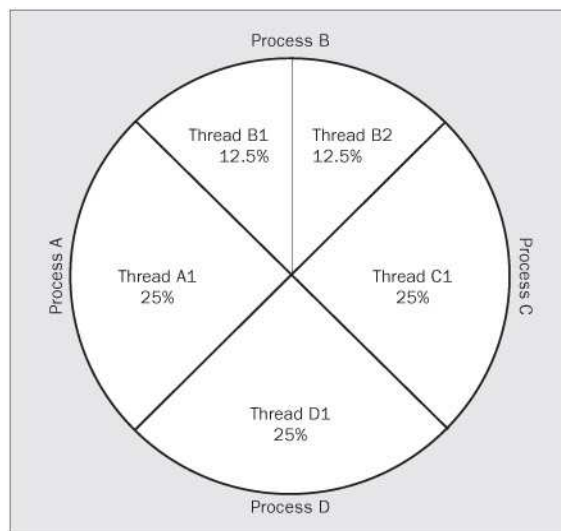 Process B
Thread B1
12.5%
Thread B2
12.5%
Process A
Thread A1
25%
Thread C1
25%
Process C
Thread D1
25%
Process D